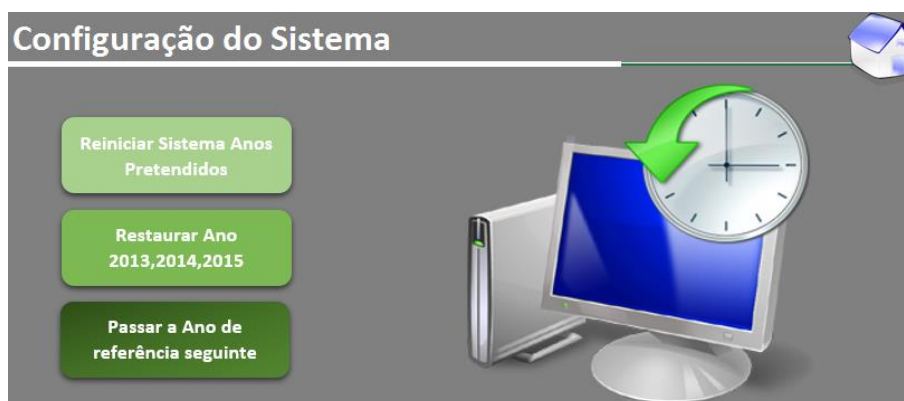 Configuração do Sistema
Reiniciar Sistema Anos
Pretendidos
Restaurar Ano
2013,2014,2015
Passar a Ano de
referência seguinte